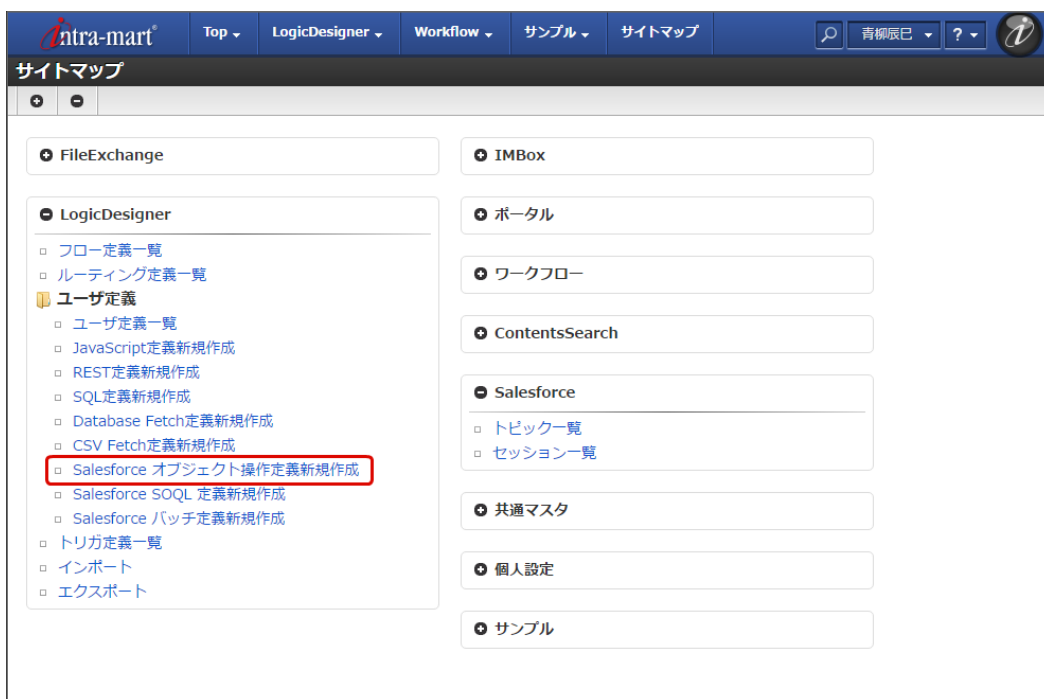 intra-mart® Top LogicDesigner Workflow サンプル サイトマップ 青柳辰巳 ?
サイトマップ
FileExchange
LogicDesigner
フロー定義一覧
ルーティング定義一覧
ユーザ定義
ユーザ定義一覧
JavaScript定義新規作成
REST定義新規作成
SQL定義新規作成
Database Fetch定義新規作成
CSV Fetch定義新規作成
Salesforce オブジェクト操作定義新規作成
Salesforce SOQL 定義新規作成
Salesforce バッチ定義新規作成
トリガ定義一覧
インポート
エクスポート
IMBox
ポータル
ワークフロー
ContentsSearch
Salesforce
トピック一覧
セッション一覧
共通マスタ
個人設定
サンプル